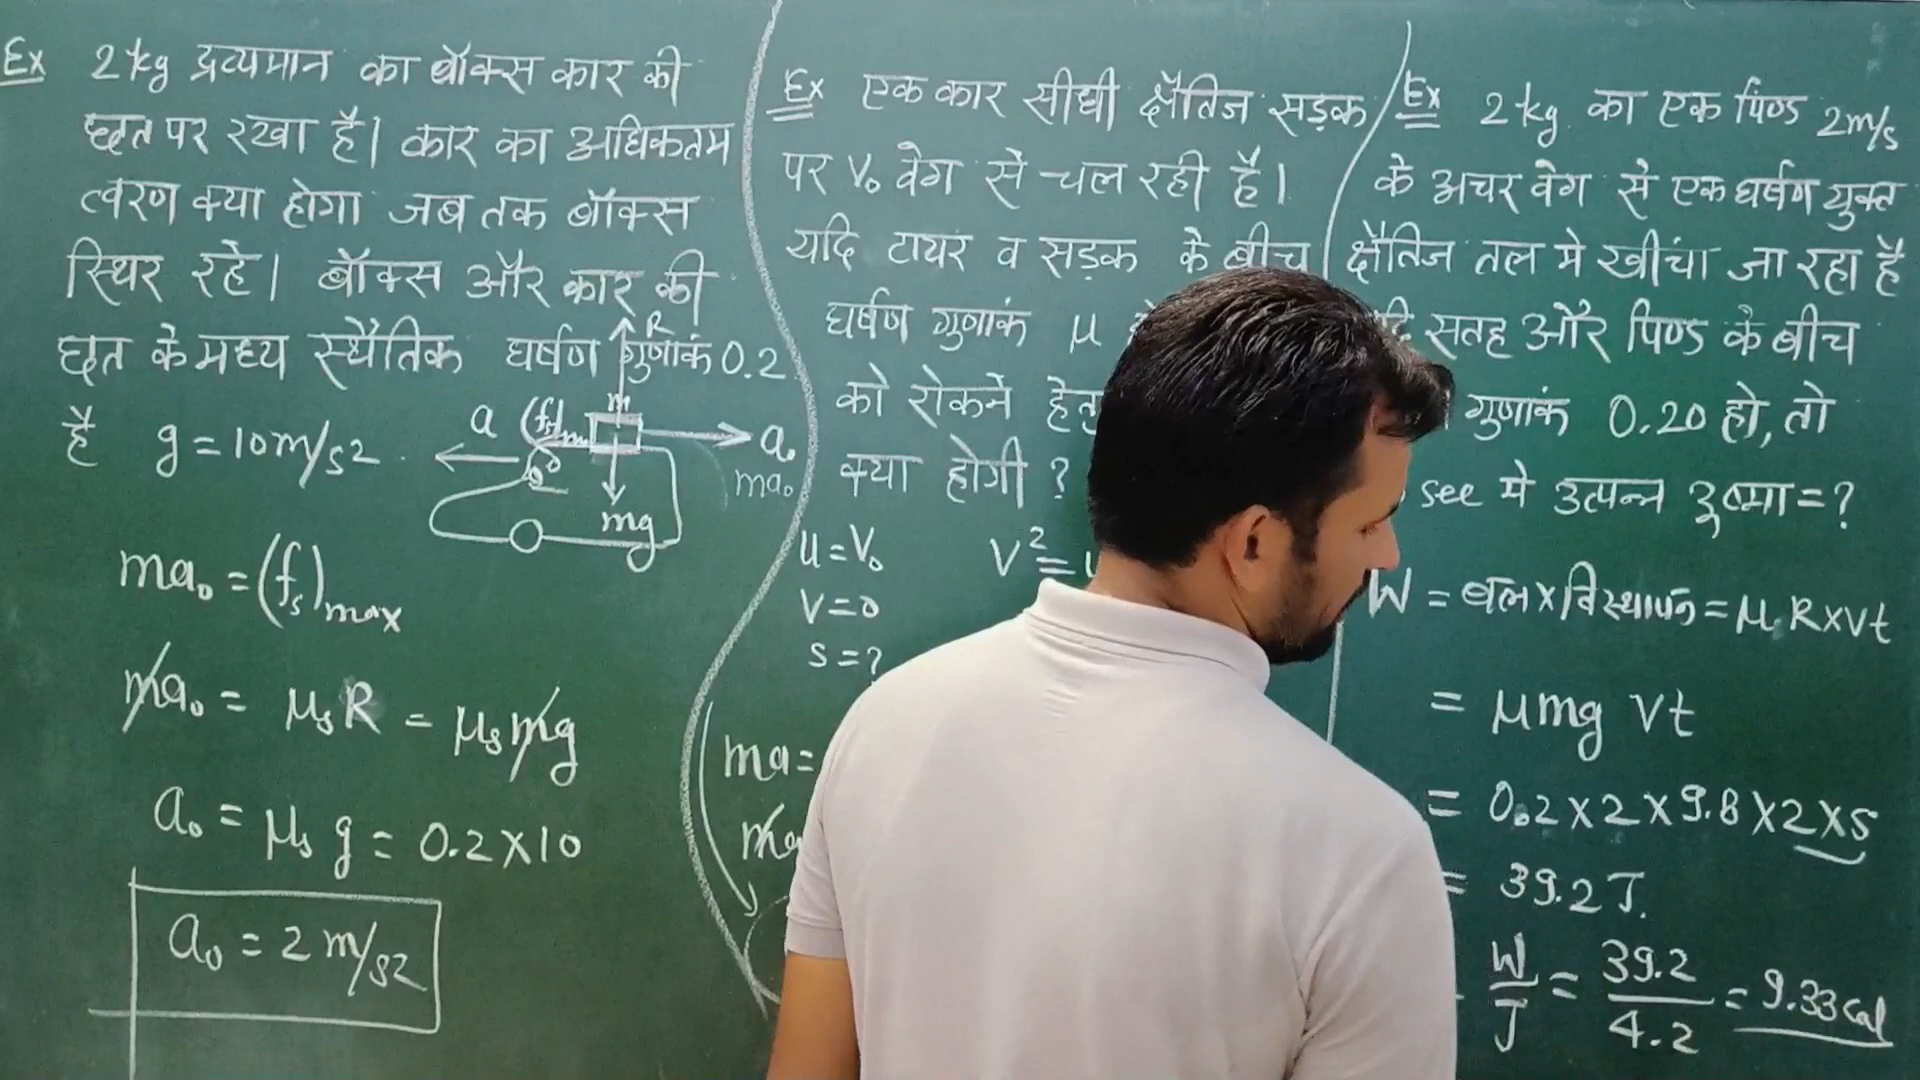 Ex 2 kg द्रव्यमान का बॉक्स कार की
छत पर रखा है। कार का अधिकतम
त्वरण क्या होगा जब तक बॉक्स
स्थिर रहे। बॉक्स और कार की
छत के मध्य स्थैतिक घर्षण गुणांक 0.2
है g = 10 m/s2
R
m
a (fs)m a₀
ma₀
mg
ma₀ = (fs)max
ma₀ = μs R = μs mg
a₀ = μs g = 0.2 × 10
a₀ = 2 m/s2
Ex एक कार सीधी क्षैतिज सड़क
पर V₀ वेग से चल रही है।
यदि टायर व सड़क के बीच
घर्षण गुणांक μ
को रोकने हेतु
क्या होगी ?
u = V₀ V² =
V = 0
S = ?
ma =
Ex 2 kg का एक पिण्ड 2m/s
के अचर वेग से एक घर्षण युक्त
क्षैतिज तल मे खींचा जा रहा है
सतह और पिण्ड के बीच
गुणांक 0.20 हो, तो
sec मे उत्पन्न ऊष्मा = ?
W = बल × विस्थापन = μ R × Vt
= μmg Vt
= 0.2 × 2 × 9.8 × 2 × 5
= 39.2 J.
W/J = 39.2/4.2 = 9.33 Cal